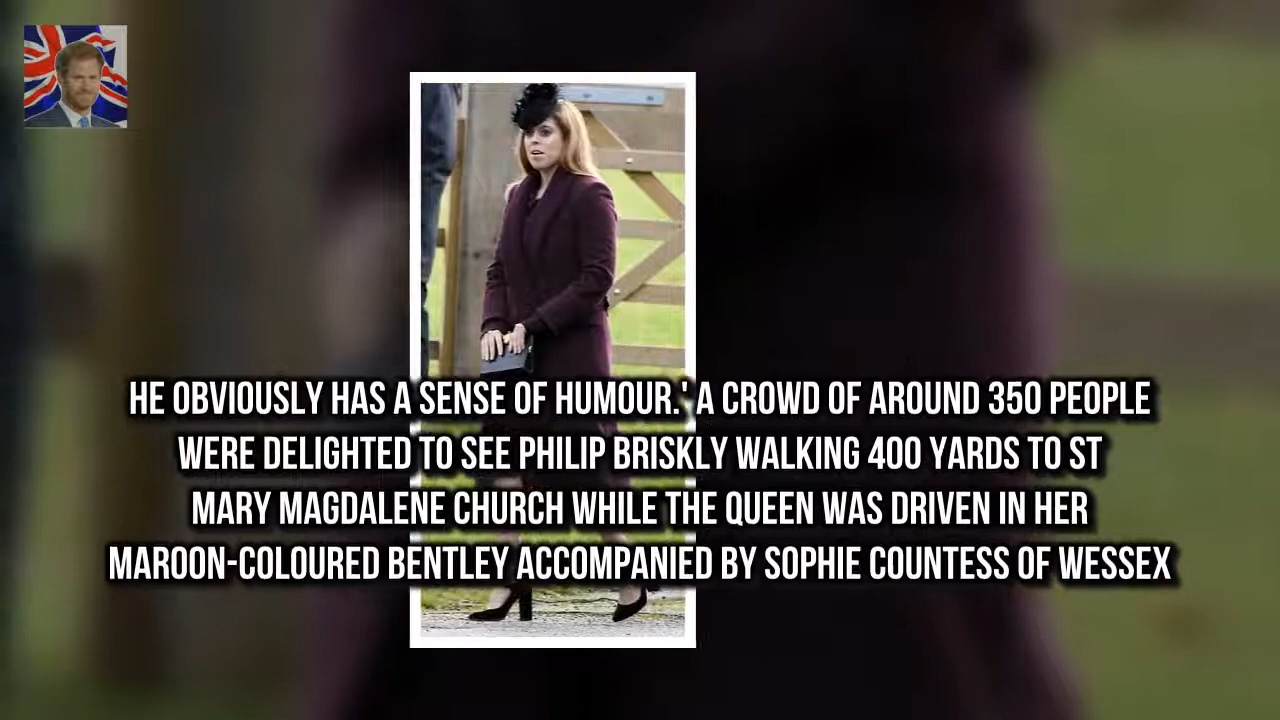 HE OBVIOUSLY HAS A SENSE OF HUMOUR.' A CROWD OF AROUND 350 PEOPLE
WERE DELIGHTED TO SEE PHILIP BRISKLY WALKING 400 YARDS TO ST
MARY MAGDALENE CHURCH WHILE THE QUEEN WAS DRIVEN IN HER
MAROON-COLOURED BENTLEY ACCOMPANIED BY SOPHIE COUNTESS OF WESSEX